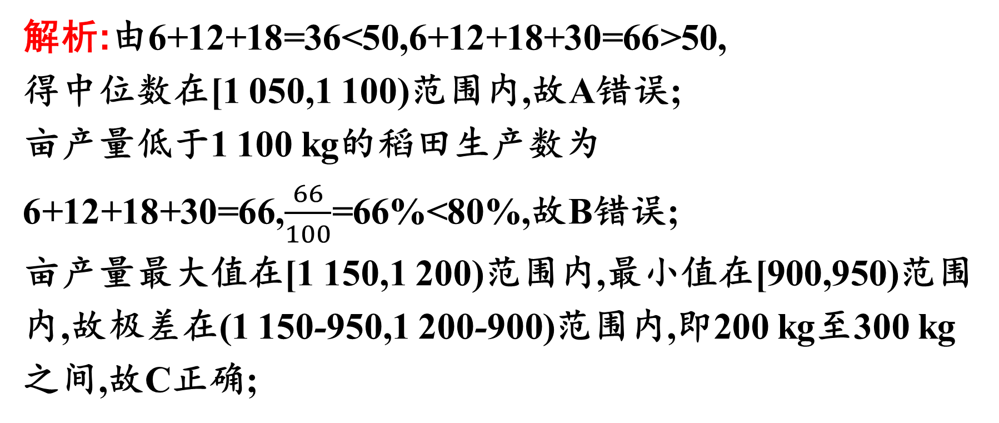 解析:由6+12+18=36<50,6+12+18+30=66>50,
得中位数在[1 050,1 100)范围内,故A错误;
亩产量低于1 100 kg的稻田生产数为
6+12+18+30=66,66/100=66%<80%,故B错误;
亩产量最大值在[1 150,1 200)范围内,最小值在[900,950)范围
内,故极差在(1 150-950,1 200-900)范围内,即200 kg至300 kg
之间,故C正确;